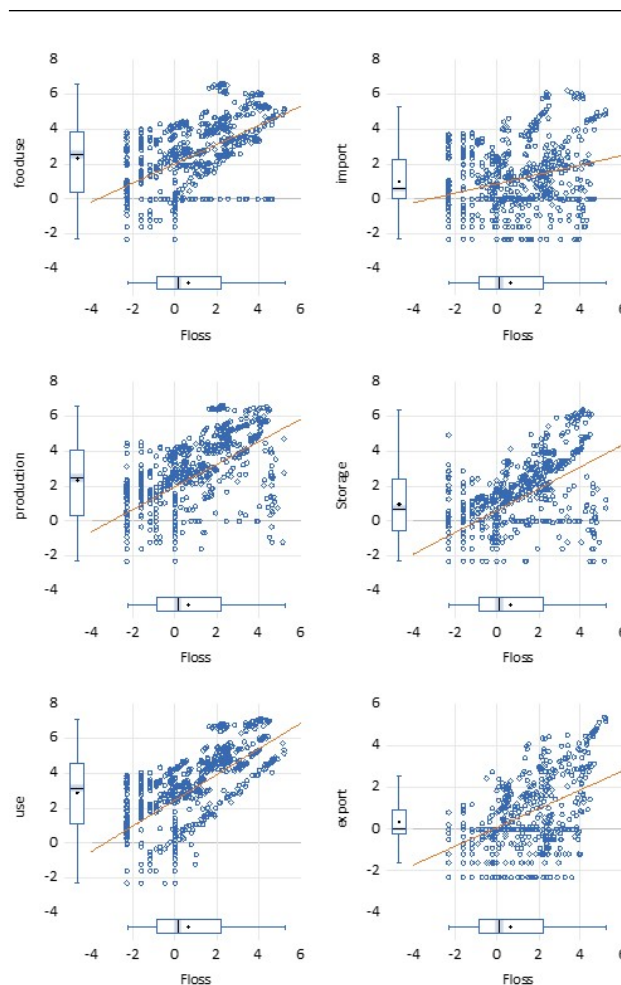 8 8
6 6
4 4
fooduse 2 import 2
0 0
-2 -2
-4 -4
-4 -2 0 2 4 6 -4 -2 0 2 4 6
Floss Floss
8 8
6 6
4 4
production 2 Storage 2
0 0
-2 -2
-4 -4
-4 -2 0 2 4 6 -4 -2 0 2 4 6
Floss Floss
8 6
6 4
4 2
use 2 export 0
0 -2
-2 -4
-4
-4 -2 0 2 4 6 -4 -2 0 2 4 6
Floss Floss